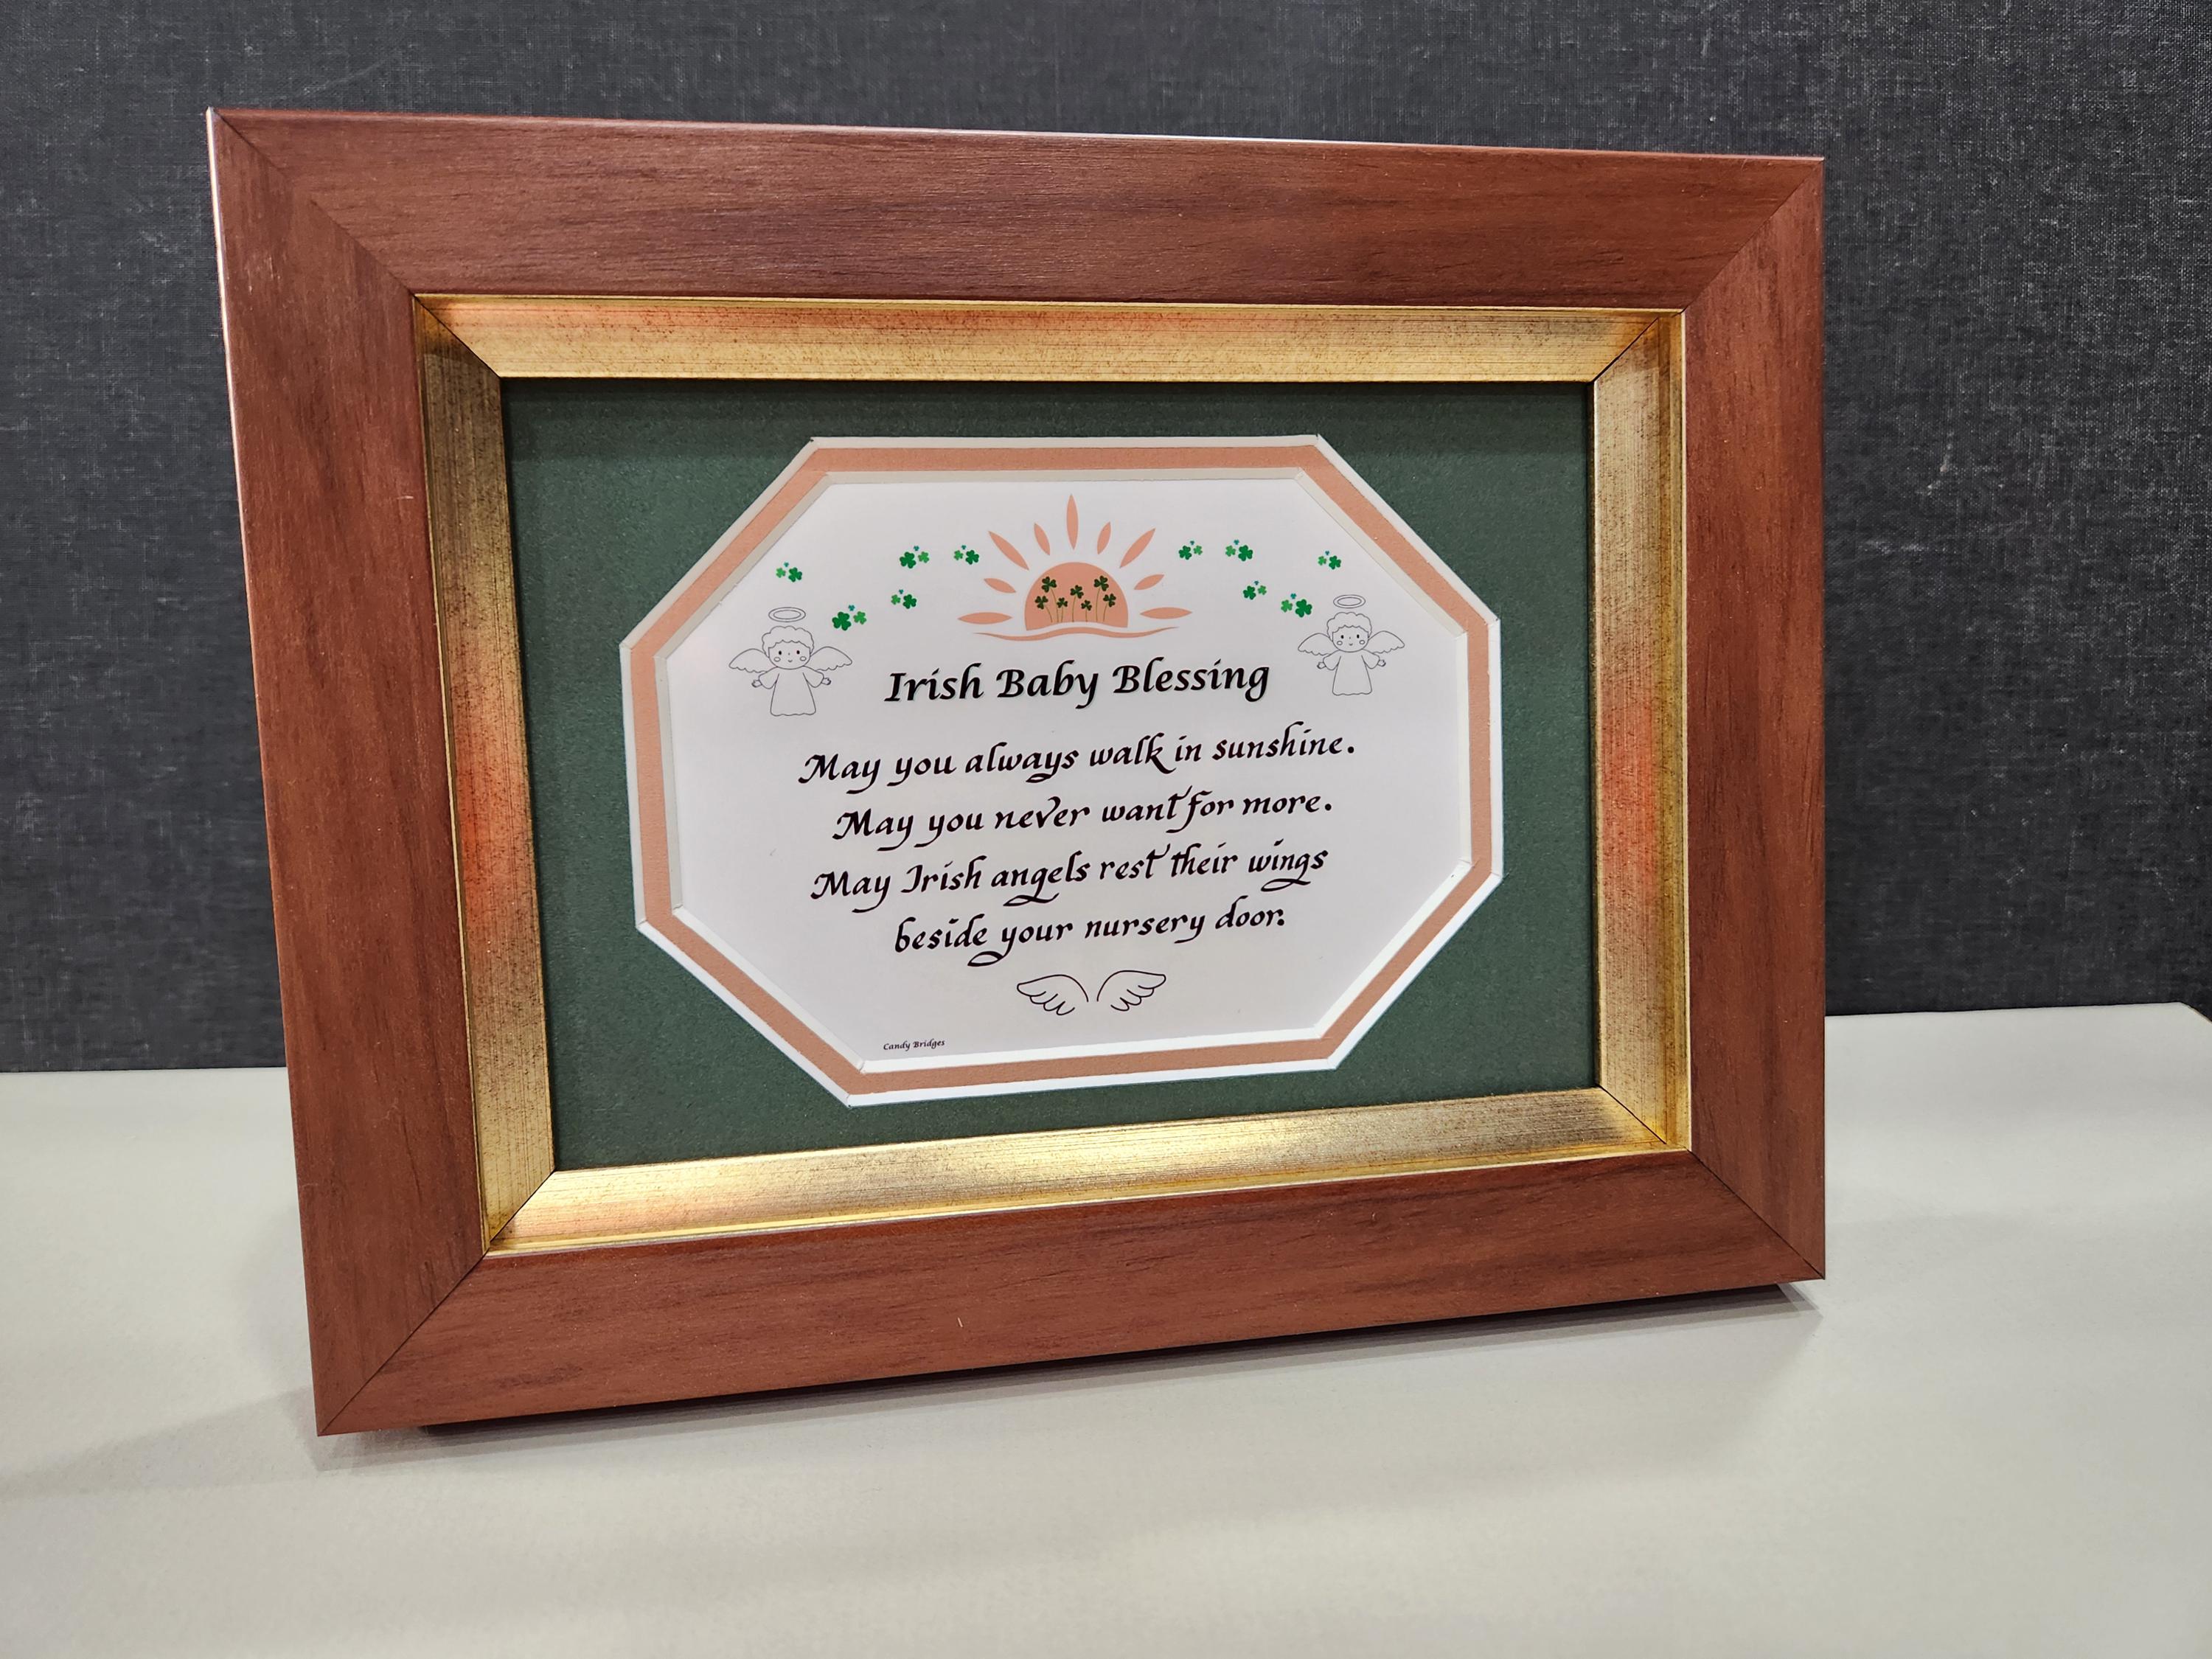 Irish Baby Blessing
May you always walk in sunshine.
May you never want for more.
May Irish angels rest their wings
beside your nursery door.
Candy Bridges